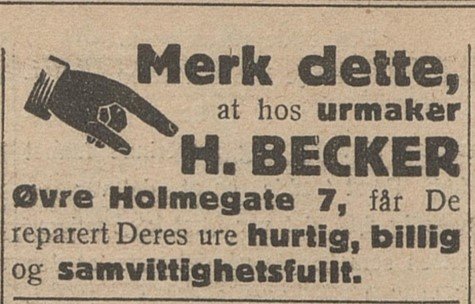 Merk dette,
at hos urmaker
H. BECKER
Øvre Holmegate 7, får De
reparert Deres ure hurtig, billig
og samvittighetsfullt.